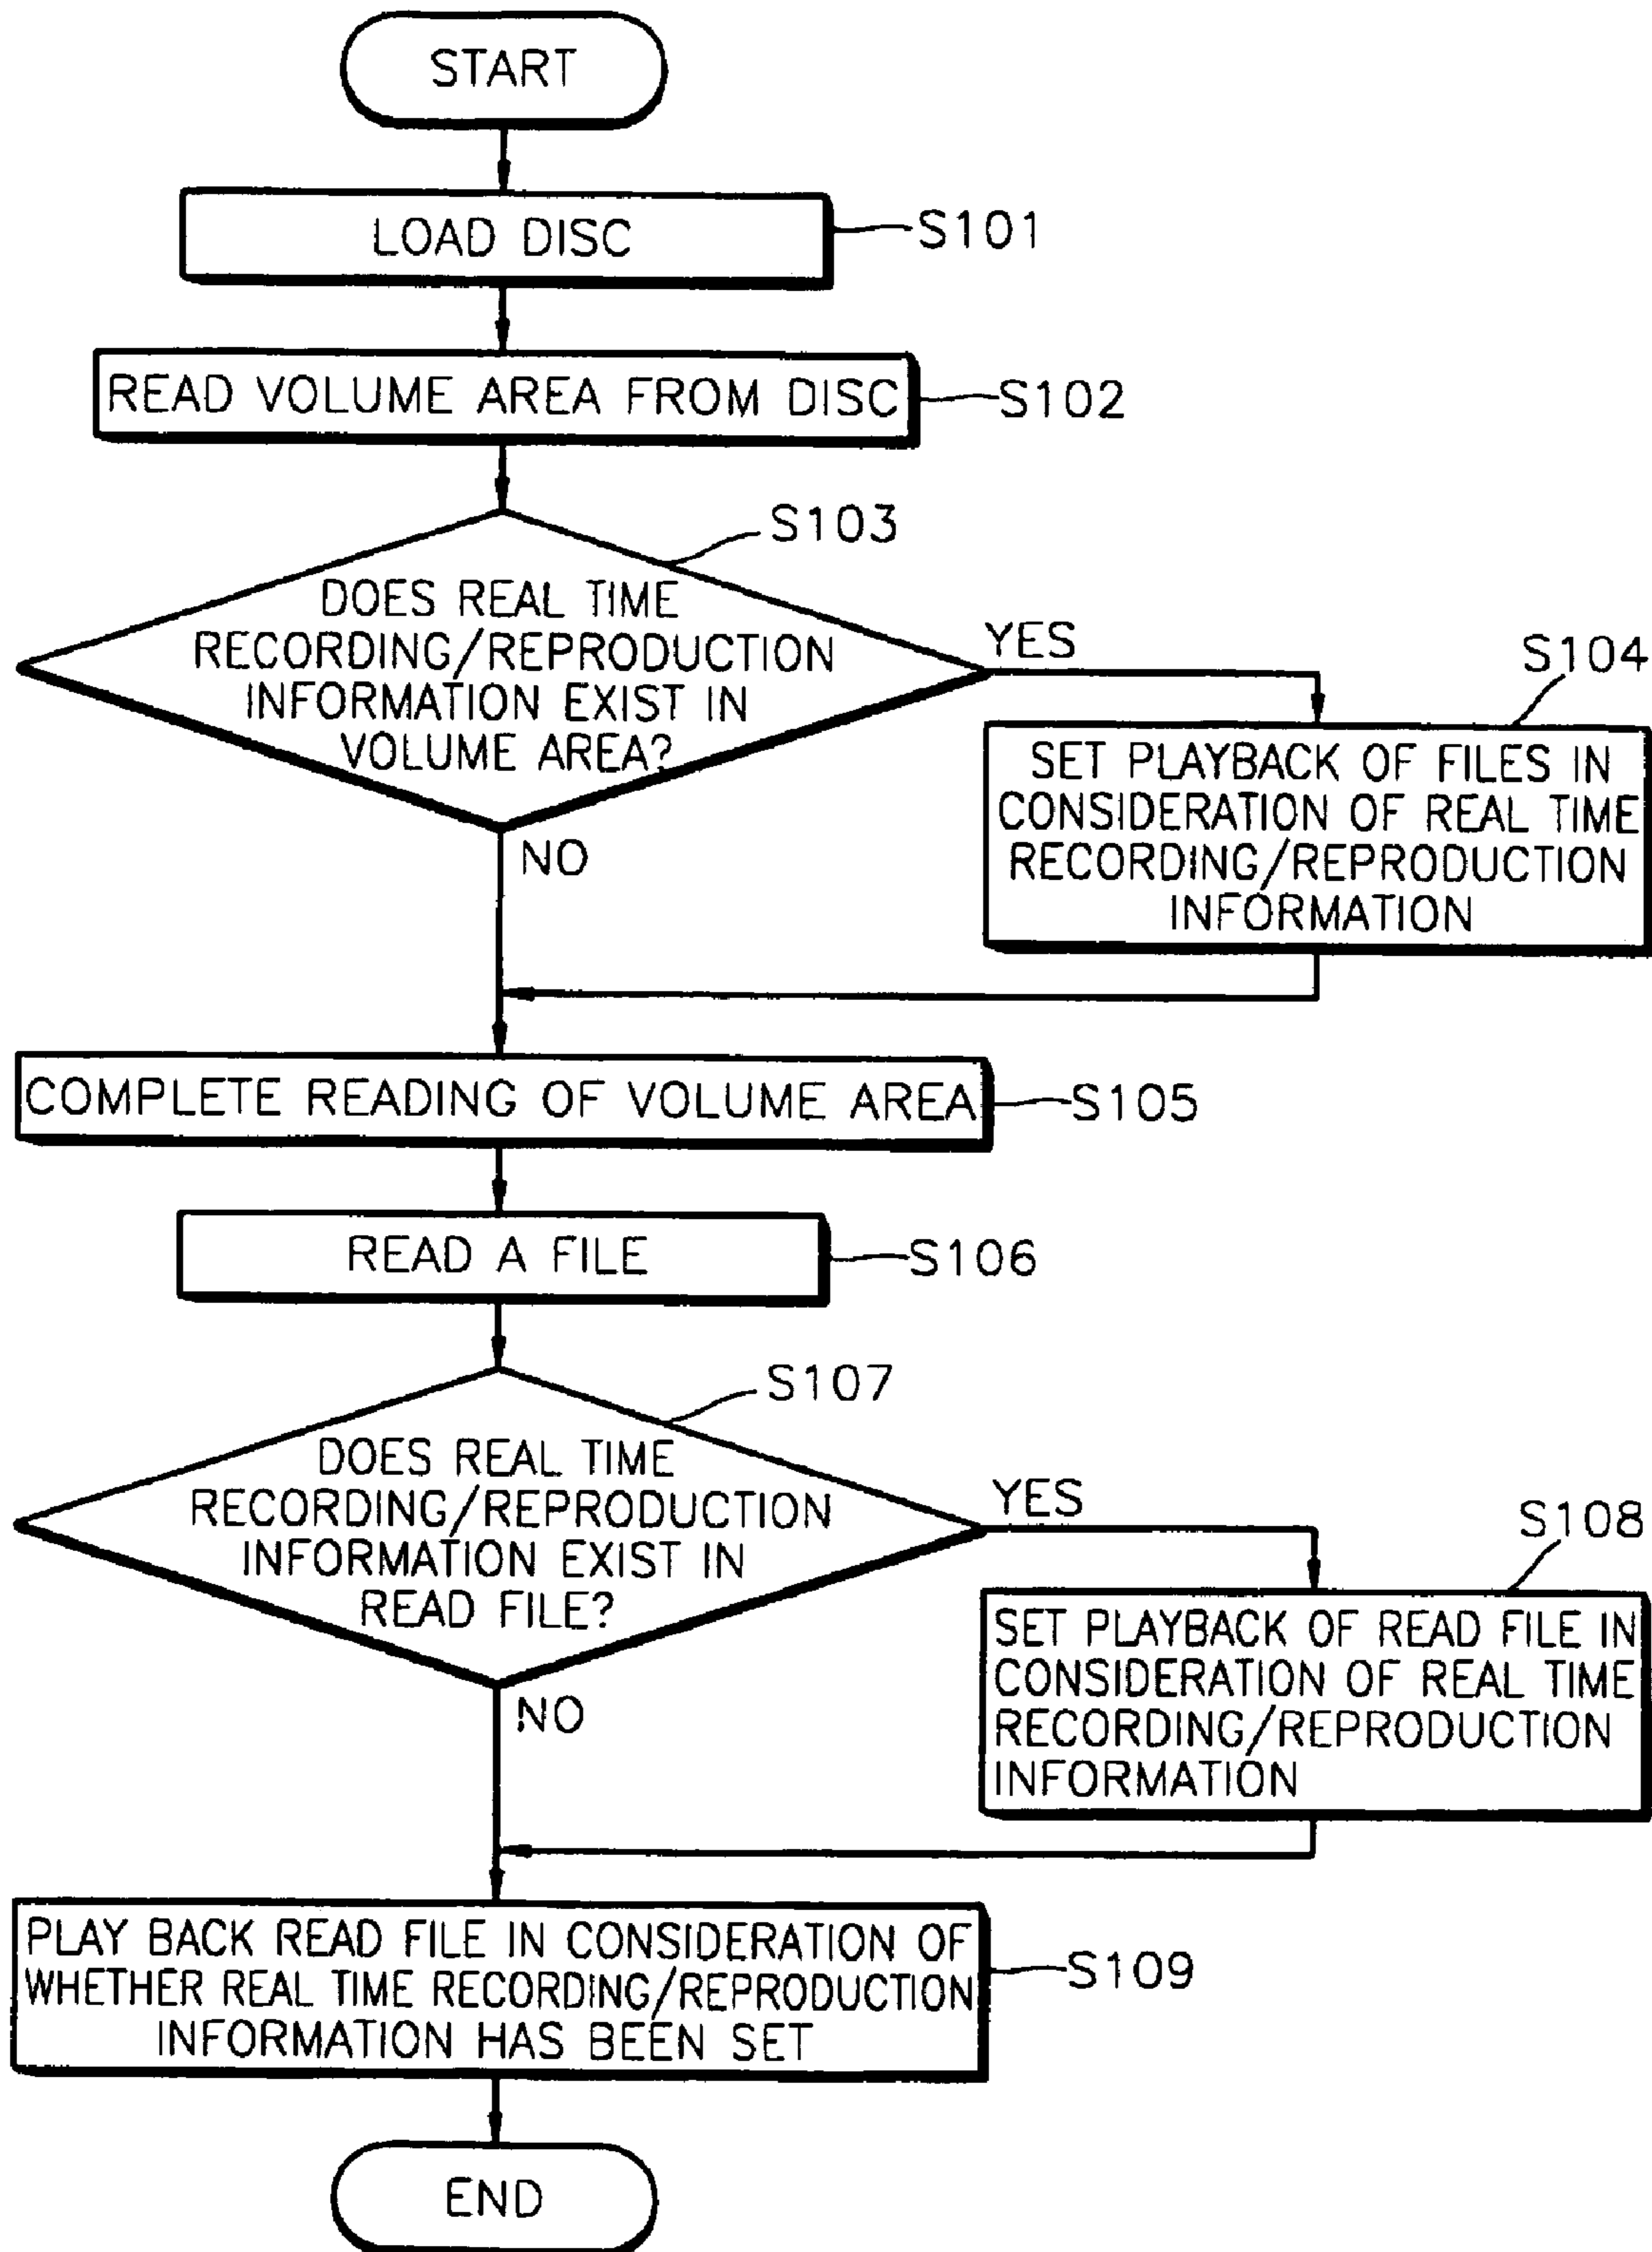 START
LOAD DISC
S101
READ VOLUME AREA FROM DISC
S102
S103
DOES REAL TIME
RECORDING/REPRODUCTION
INFORMATION EXIST IN
VOLUME AREA?
YES
NO
S104
SET PLAYBACK OF FILES IN
CONSIDERATION OF REAL TIME
RECORDING/REPRODUCTION
INFORMATION
COMPLETE READING OF VOLUME AREA
S105
READ A FILE
S106
S107
DOES REAL TIME
RECORDING/REPRODUCTION
INFORMATION EXIST IN
READ FILE?
YES
NO
S108
SET PLAYBACK OF READ FILE IN
CONSIDERATION OF REAL TIME
RECORDING/REPRODUCTION
INFORMATION
PLAY BACK READ FILE IN CONSIDERATION OF
WHETHER REAL TIME RECORDING/REPRODUCTION
INFORMATION HAS BEEN SET
S109
END